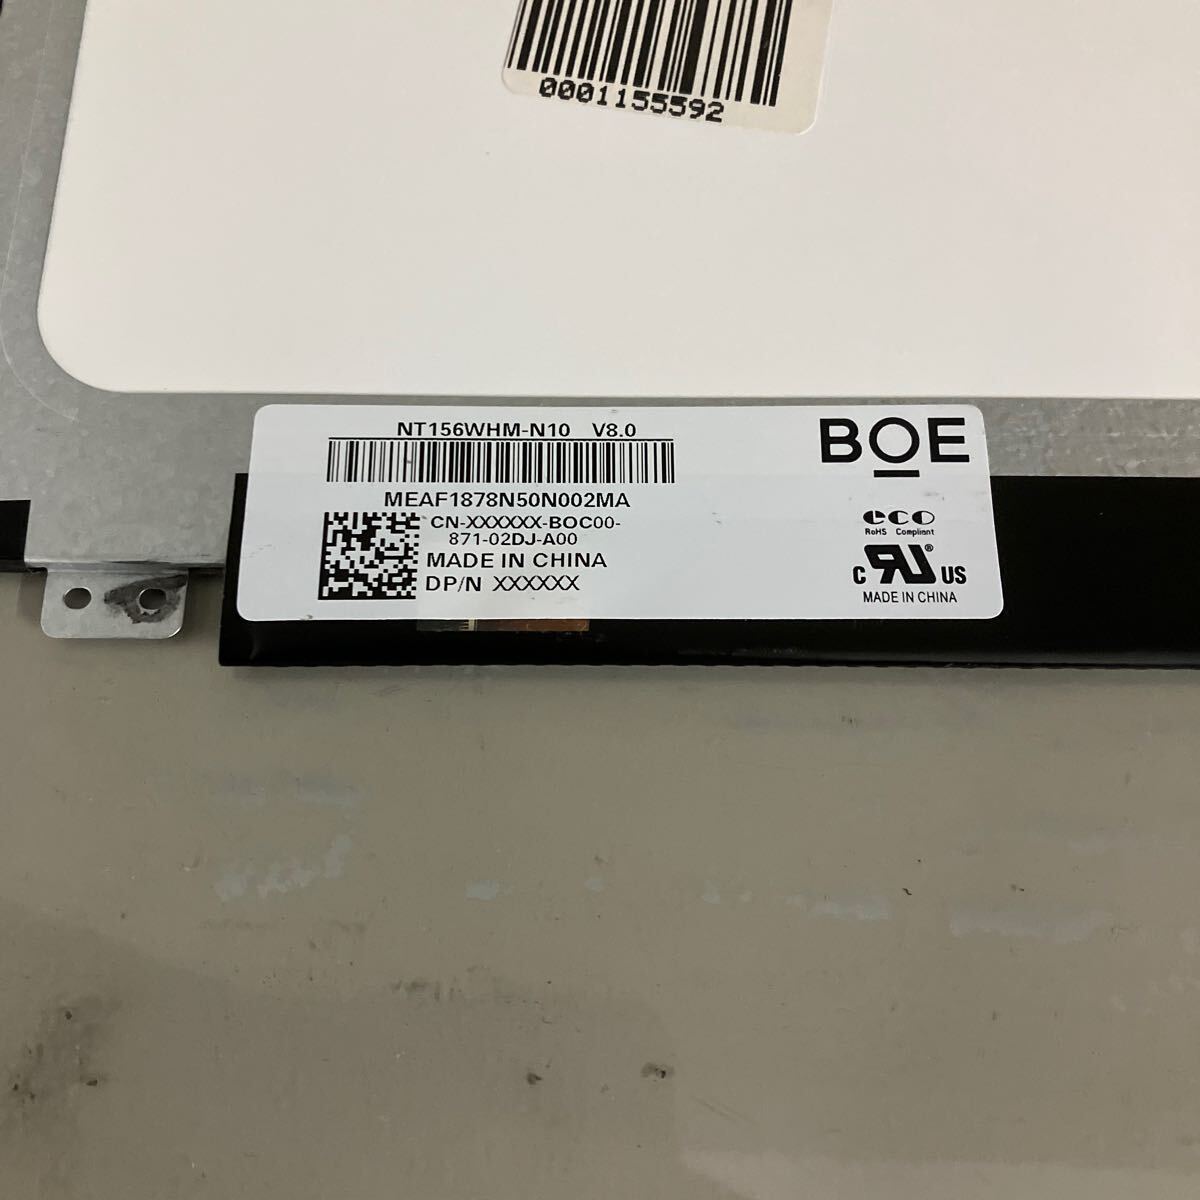 0001155592
NT156WHM-N10 V8.0
BOE
MEAF1878N50N002MA
CN-XXXXXX-BOC00-
871-02DJ-A00
MADE IN CHINA
DP/N XXXXXX
eco
RoHS Compliant
C RU ® US
MADE IN CHINA